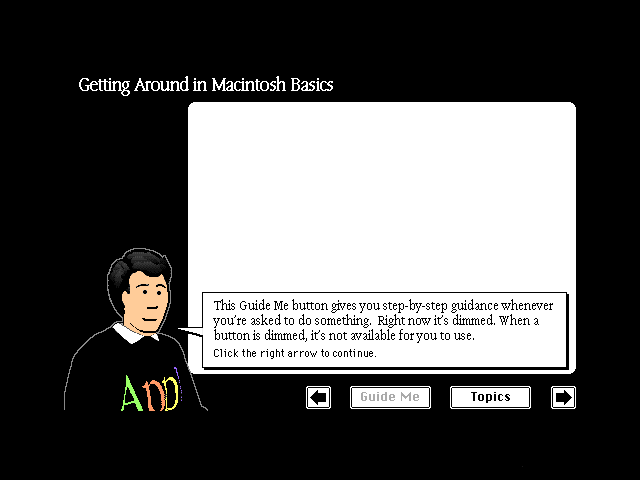 Getting Around in Macintosh Basics
This Guide Me button gives you step-by-step guidance whenever
you're asked to do something. Right now it's dimmed. When a
button is dimmed, it's not available for you to use.
Click the right arrow to continue.
App
Guide Me
Topics